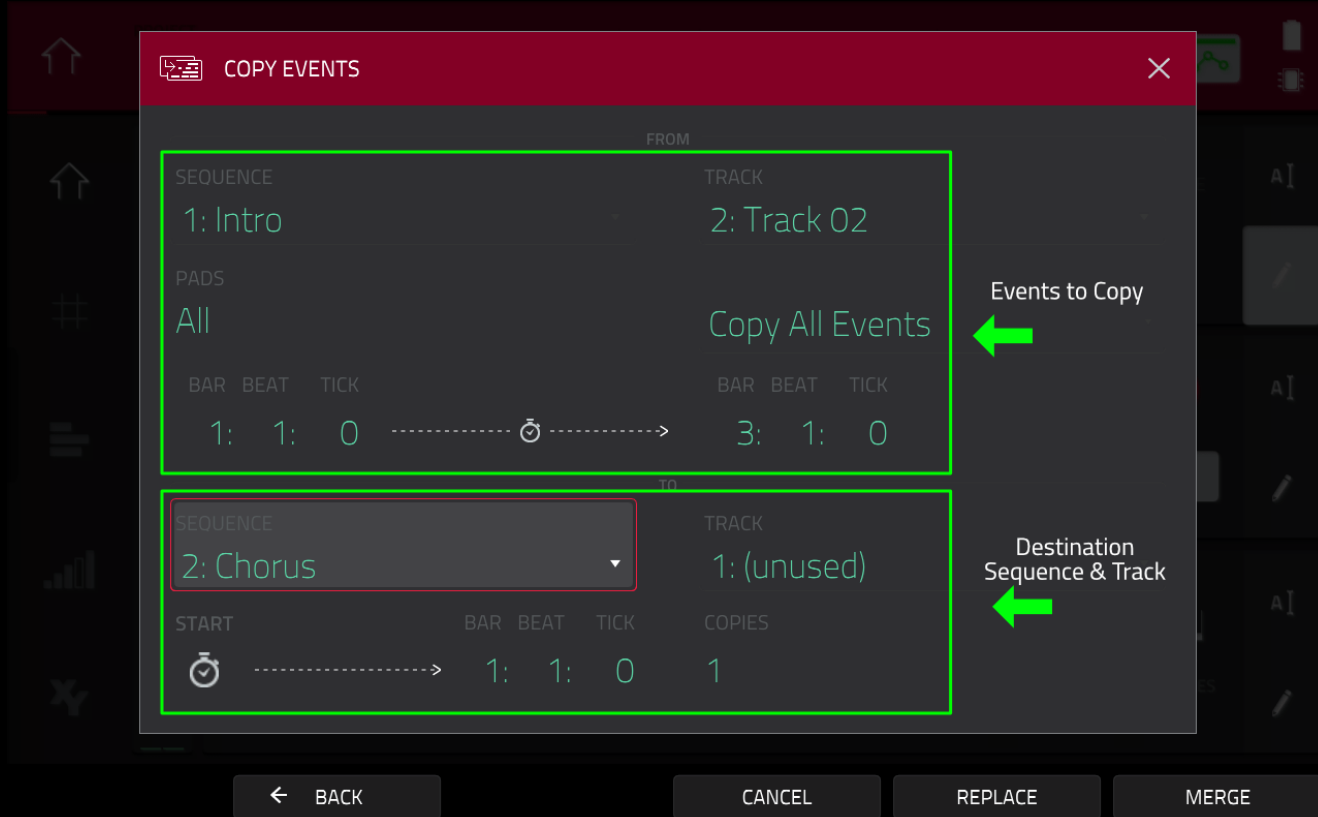 COPY EVENTS
FROM
SEQUENCE TRACK
1: Intro 2: Track 02
PADS
All Copy All Events
Events to Copy
BAR BEAT TICK BAR BEAT TICK
1: 1: 0 3: 1: 0
TO
SEQUENCE TRACK
2: Chorus 1: (unused)
Destination
Sequence & Track
START BAR BEAT TICK COPIES
1: 1: 0 1
BACK CANCEL REPLACE MERGE